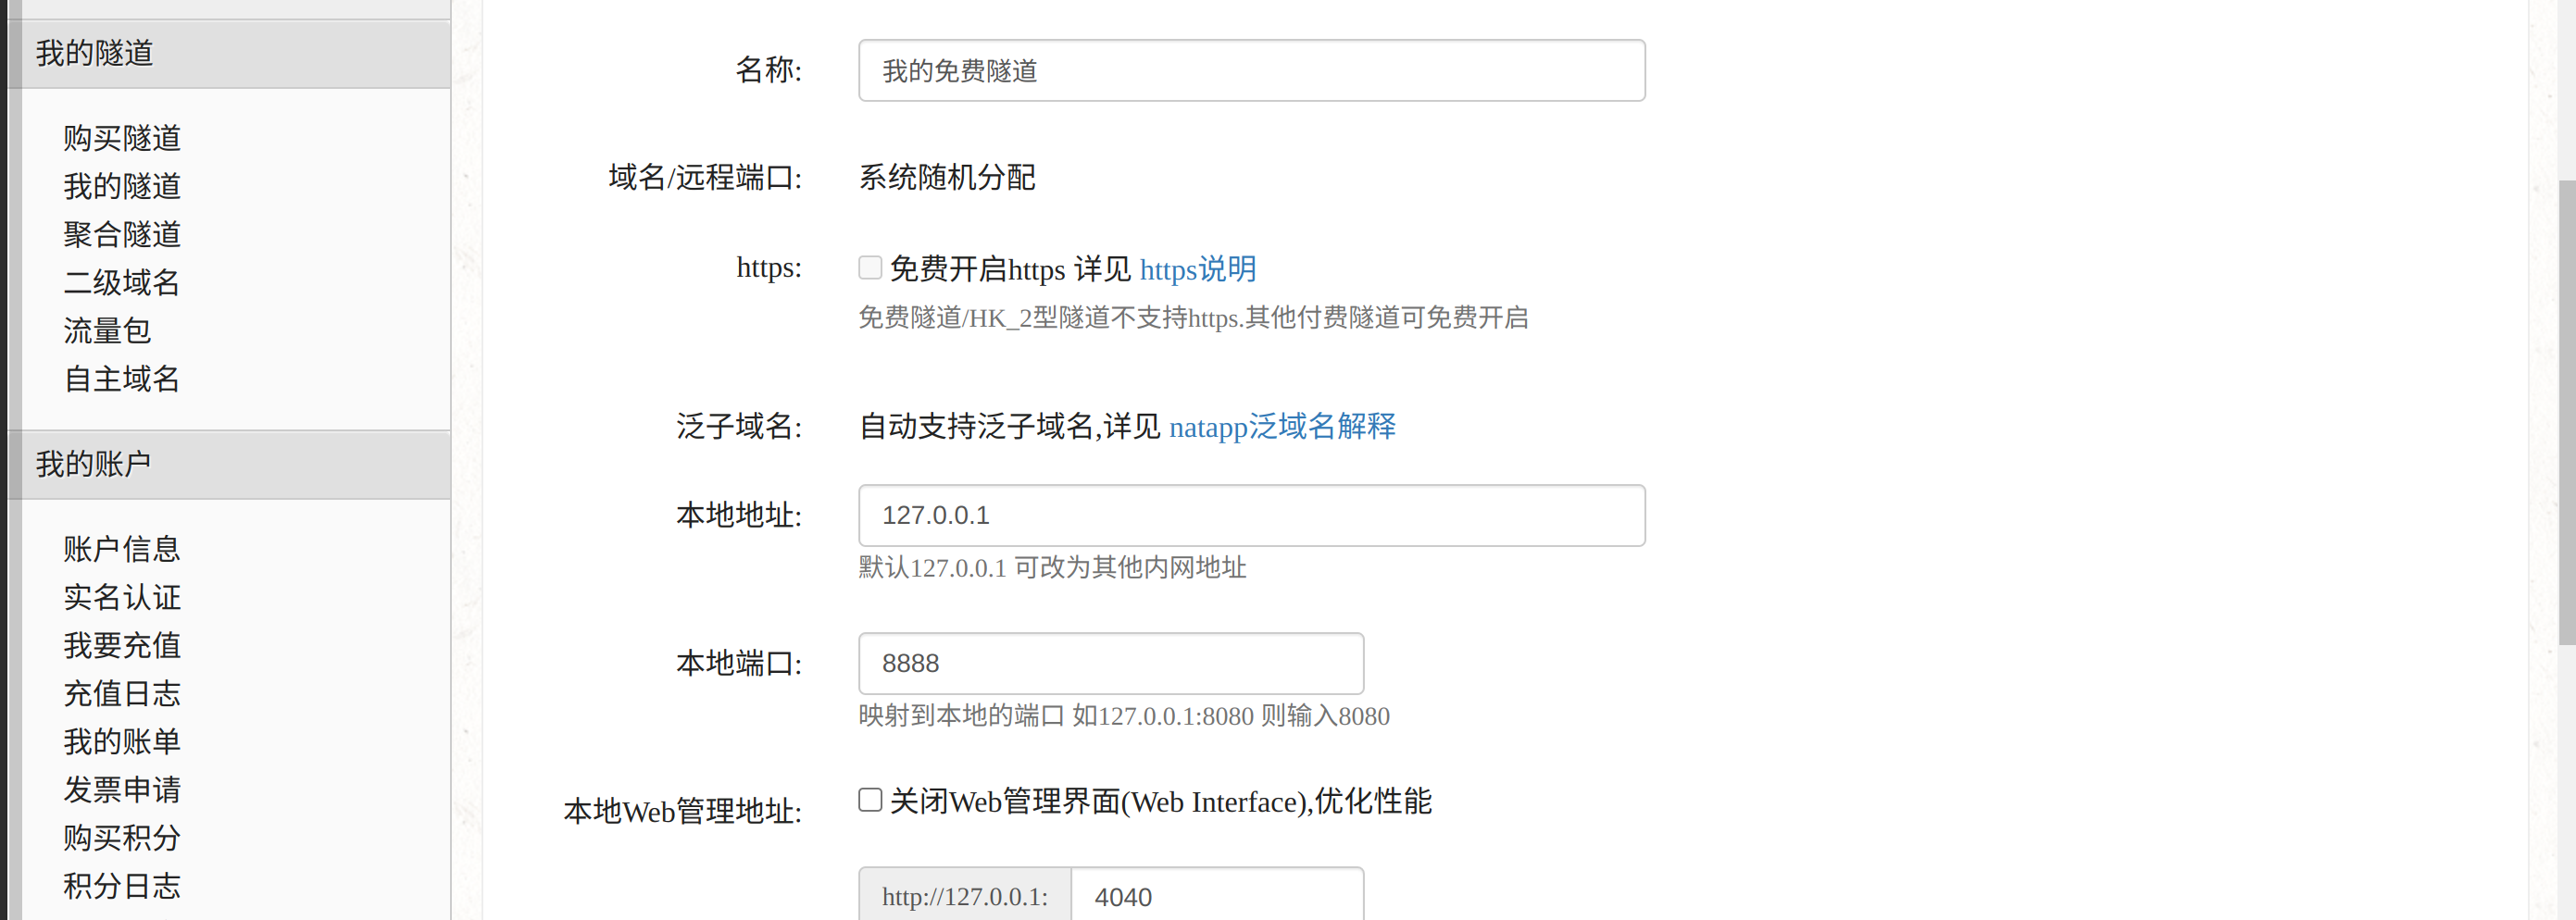 我的隧道
购买隧道
我的隧道
聚合隧道
二级域名
流量包
自主域名
我的账户
账户信息
实名认证
我要充值
充值日志
我的账单
发票申请
购买积分
积分日志
名称: 我的免费隧道
域名/远程端口: 系统随机分配
https: 免费开启https 详见 https说明
免费隧道/HK_2型隧道不支持https.其他付费隧道可免费开启
泛子域名: 自动支持泛子域名,详见 natapp泛域名解释
本地地址: 127.0.0.1
默认127.0.0.1 可改为其他内网地址
本地端口: 8888
映射到本地的端口 如127.0.0.1:8080 则输入8080
本地Web管理地址: 关闭Web管理界面(Web Interface),优化性能
http://127.0.0.1: 4040